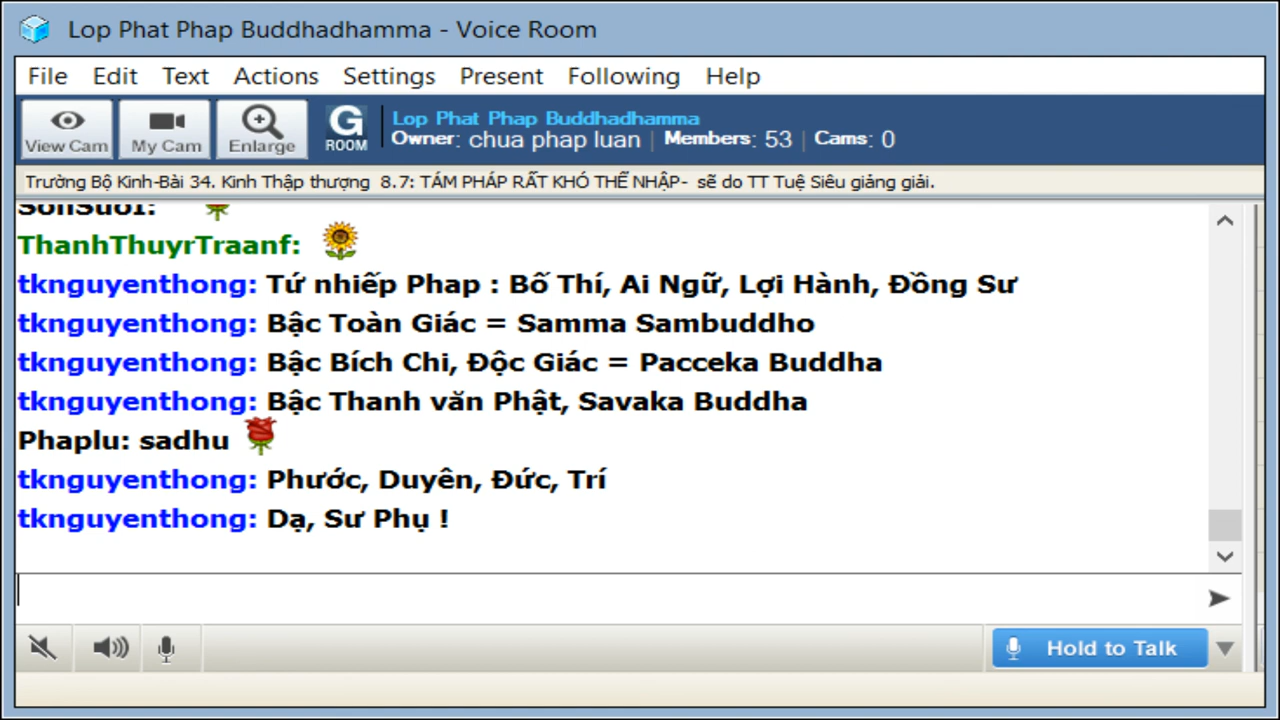 Lop Phat Phap Buddhadhamma - Voice Room
File Edit Text Actions Settings Present Following Help
View Cam My Cam Enlarge G ROOM
Lop Phat Phap Buddhadhamma
Owner: chua phap luan | Members: 53 | Cams: 0
Trường Bộ Kinh-Bài 34. Kinh Thập thượng 8.7: TÁM PHÁP RẤT KHÓ THỂ NHẬP- sẽ do TT Tuệ Siêu giảng giải.
SonSuo1:
ThanhThuyrTraanf:
tknguyenthong: Tứ nhiếp Phap : Bố Thí, Ai Ngữ, Lợi Hành, Đồng Sư
tknguyenthong: Bậc Toàn Giác = Samma Sambuddho
tknguyenthong: Bậc Bích Chi, Độc Giác = Pacceka Buddha
tknguyenthong: Bậc Thanh văn Phật, Savaka Buddha
Phaplu: sadhu
tknguyenthong: Phước, Duyên, Đức, Trí
tknguyenthong: Dạ, Sư Phụ !
Hold to Talk